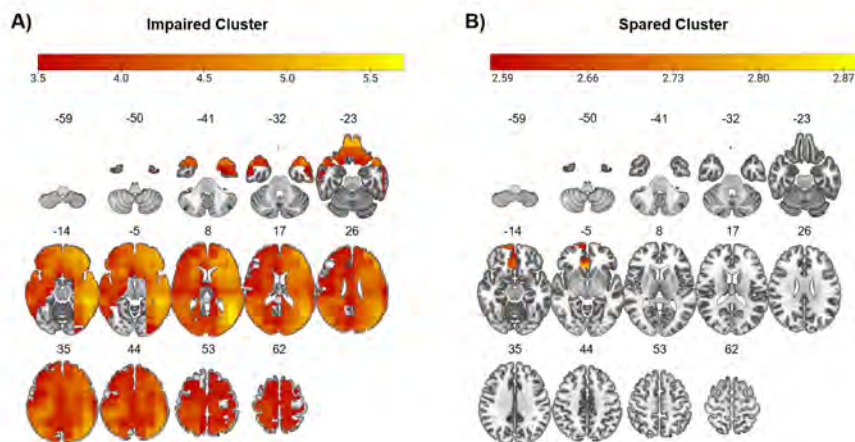 A) Impaired Cluster
3.5 4.0 4.5 5.0 5.5
-59 -50 -41 -32 -23
-14 -5 8 17 26
35 44 53 62
B) Spared Cluster
2.59 2.66 2.73 2.80 2.87
-59 -50 -41 -32 -23
-14 -5 8 17 26
35 44 53 62